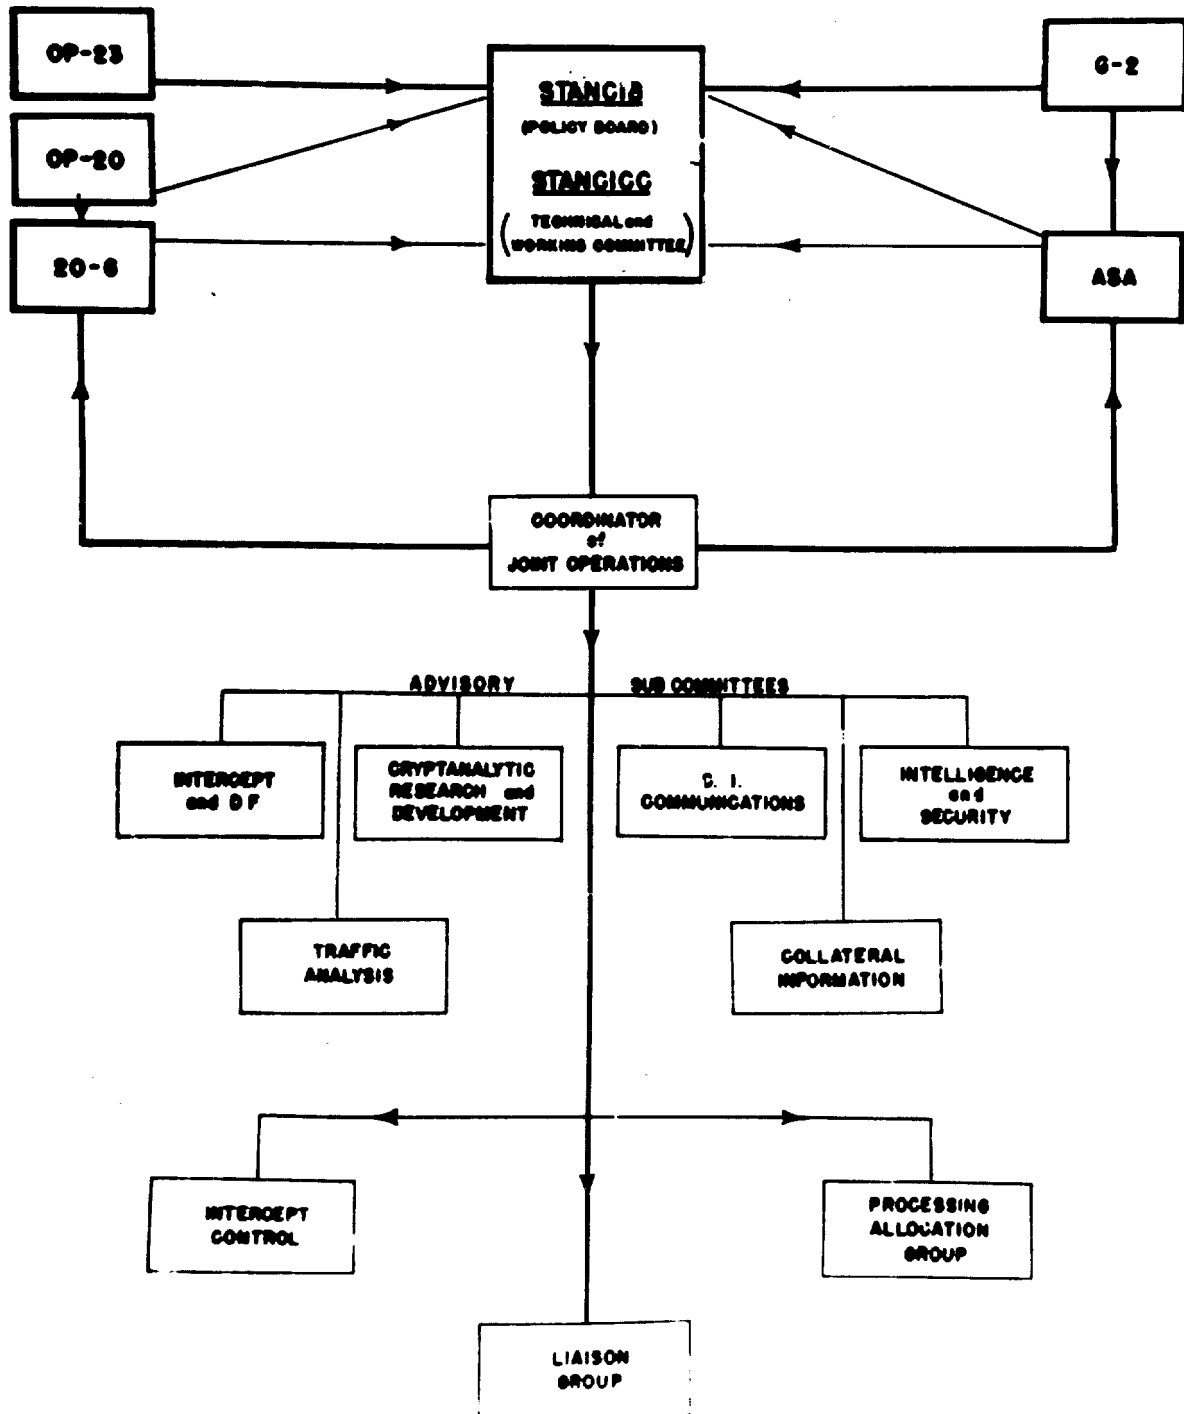 OP-23
STANCIB
(POLICY BOARD)
G-2
OP-20
STANCICC
(TECHNICAL and
WORKING COMMITTEE)
20-G
ASA
COORDINATOR
of
JOINT OPERATIONS
ADVISORY SUB COMMITTEES
INTERCEPT
and DF
CRYPTANALYTIC
RESEARCH and
DEVELOPMENT
C. I.
COMMUNICATIONS
INTELLIGENCE
and
SECURITY
TRAFFIC
ANALYSIS
COLLATERAL
INFORMATION
INTERCEPT
CONTROL
PROCESSING
ALLOCATION
GROUP
LIAISON
GROUP